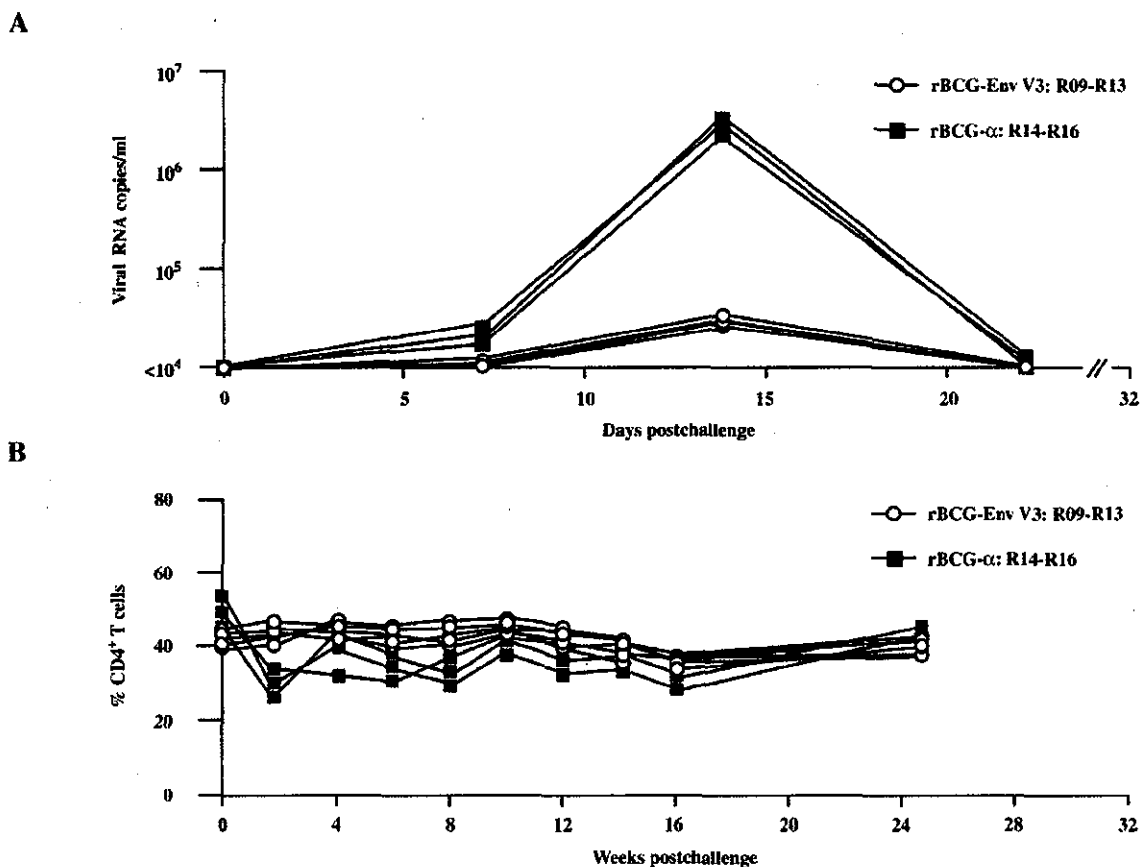 A
Viral RNA copies/ml
10⁷
10⁶
10⁵
<10⁴
0
5
10
15
20
32
Days postchallenge
rBCG-Env V3: R09-R13
rBCG-α: R14-R16
B
% CD4⁺ T cells
80
60
40
20
0
0
4
8
12
16
20
24
28
32
Weeks postchallenge
rBCG-Env V3: R09-R13
rBCG-α: R14-R16